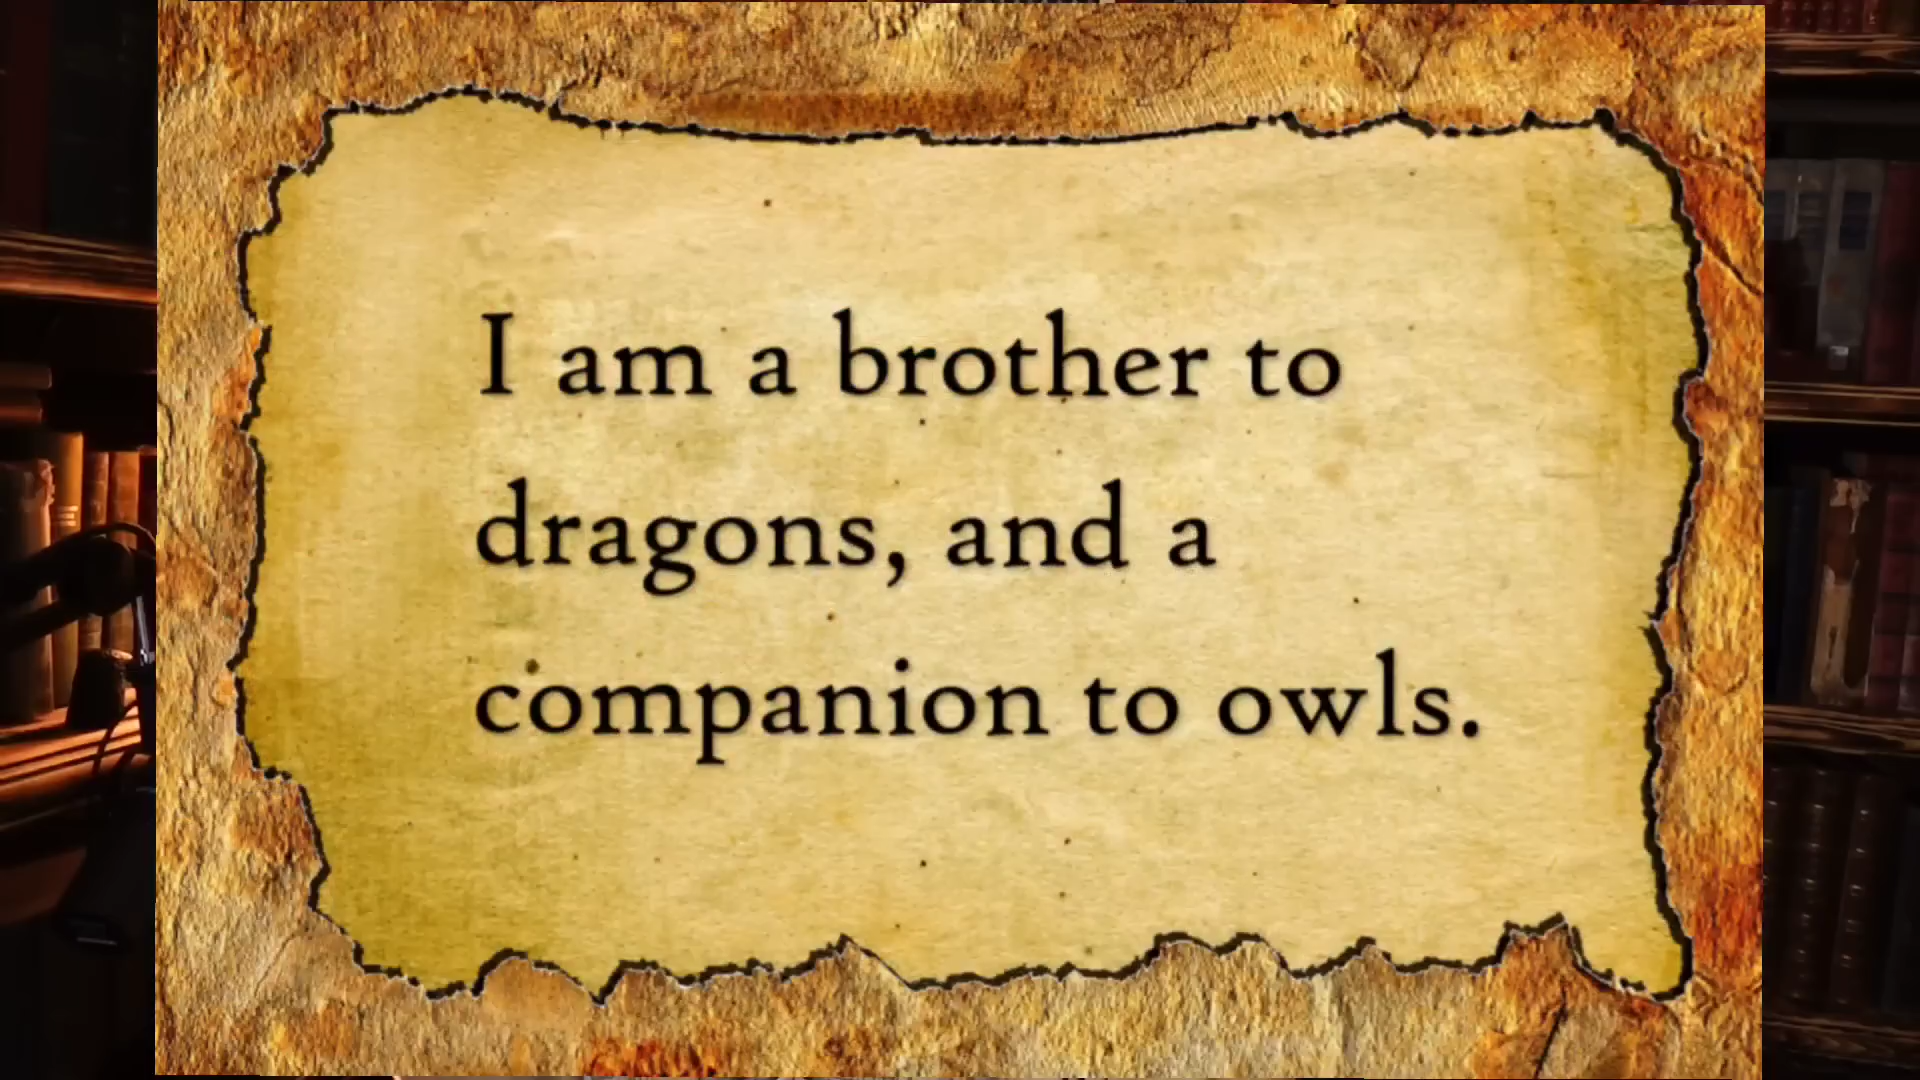 I am a brother to
dragons, and a
companion to owls.